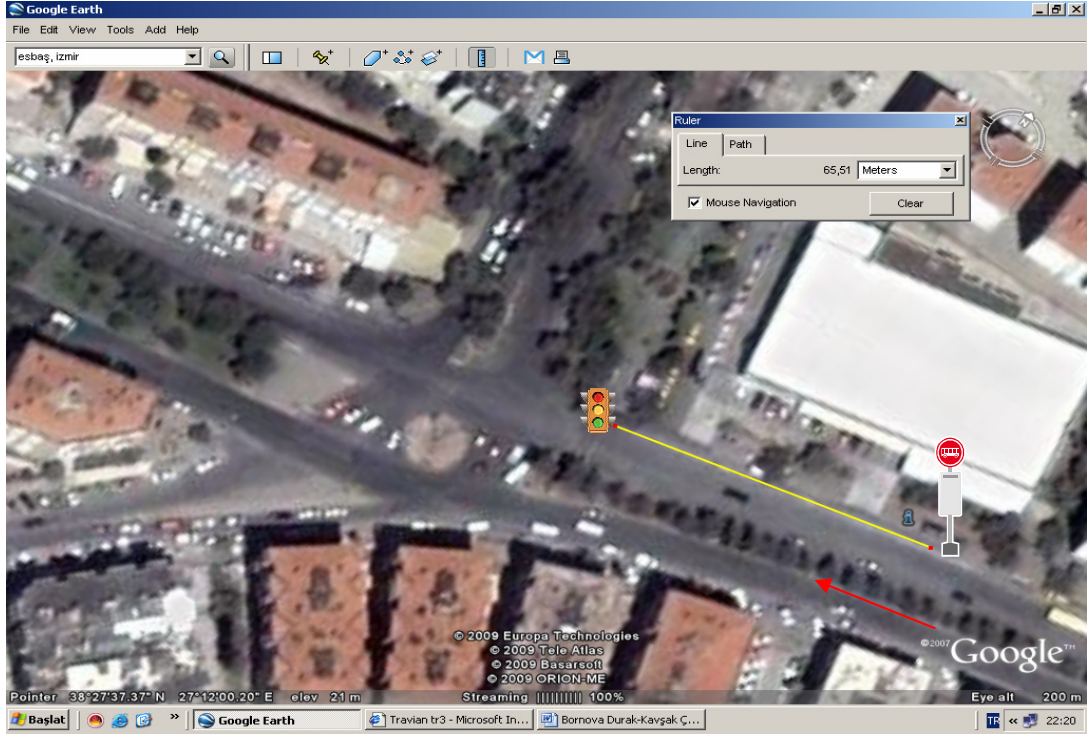 Google Earth
File Edit View Tools Add Help
esbaş, izmir
Ruler
Line Path
Length: 65,51 Meters
Mouse Navigation Clear
© 2009 Europa Technologies
© 2009 Tele Atlas
© 2009 Basarsoft
© 2009 ORION-ME
©2007 Google™
Pointer 38°27'37.37" N 27°12'00.20" E elev 21 m Streaming 100% Eye alt 200 m
Başlat » Google Earth Travian tr3 - Microsoft In... Bornova Durak-Kavşak Ç... TR « 22:20